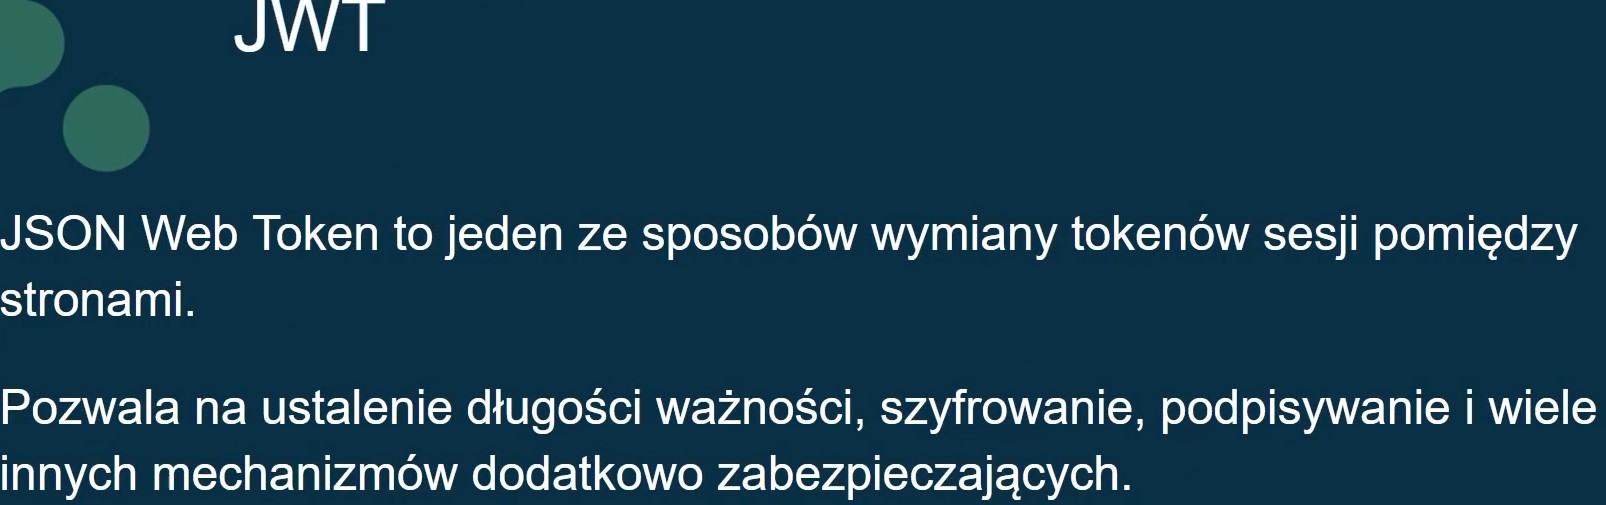 JWT
JSON Web Token to jeden ze sposobów wymiany tokenów sesji pomiędzy
stronami.
Pozwala na ustalenie długości ważności, szyfrowanie, podpisywanie i wiele
innych mechanizmów dodatkowo zabezpieczających.